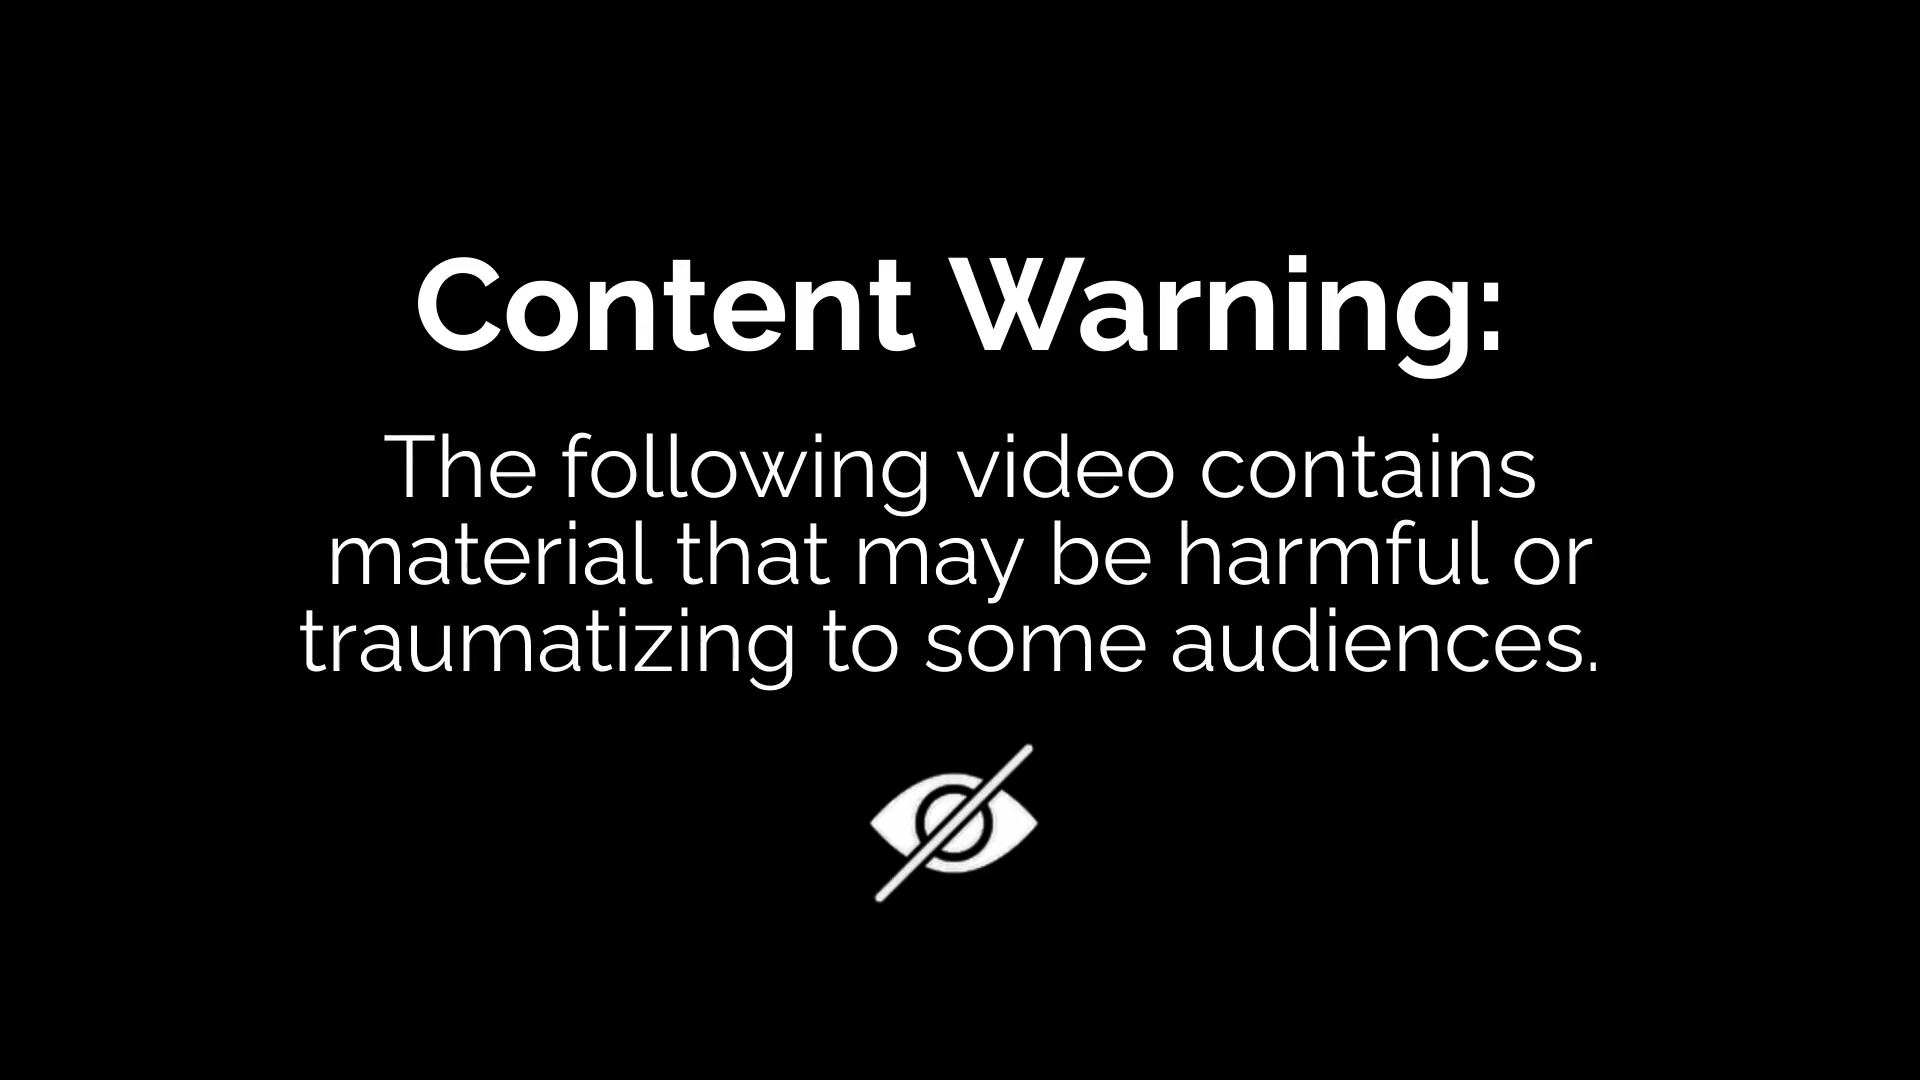 Content Warning:
The following video contains
material that may be harmful or
traumatizing to some audiences.